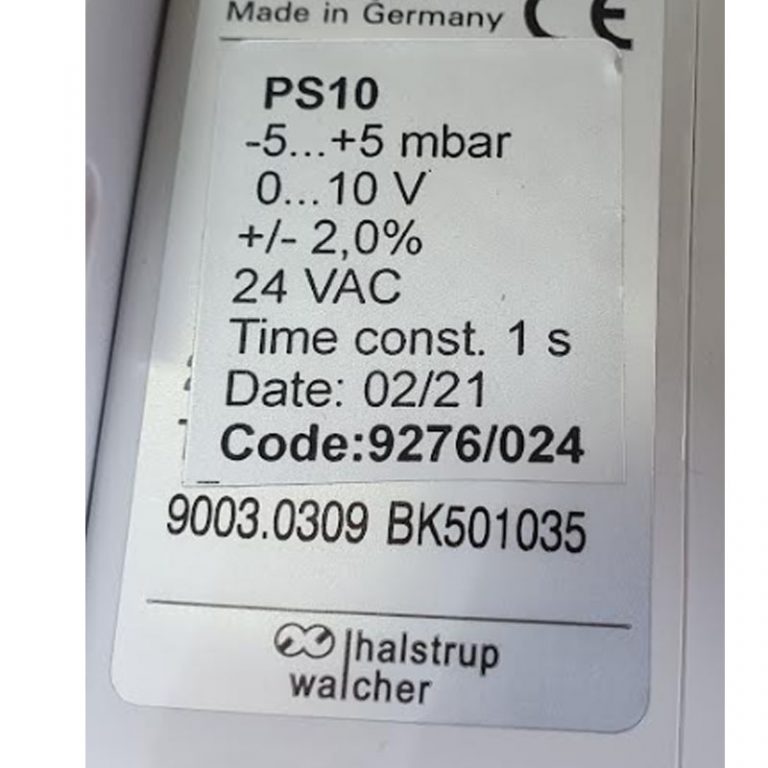 Made in Germany CE
PS10
-5...+5 mbar
0...10 V
+/- 2,0%
24 VAC
Time const. 1 s
Date: 02/21
Code:9276/024
9003.0309 BK501035
halstrup
walcher